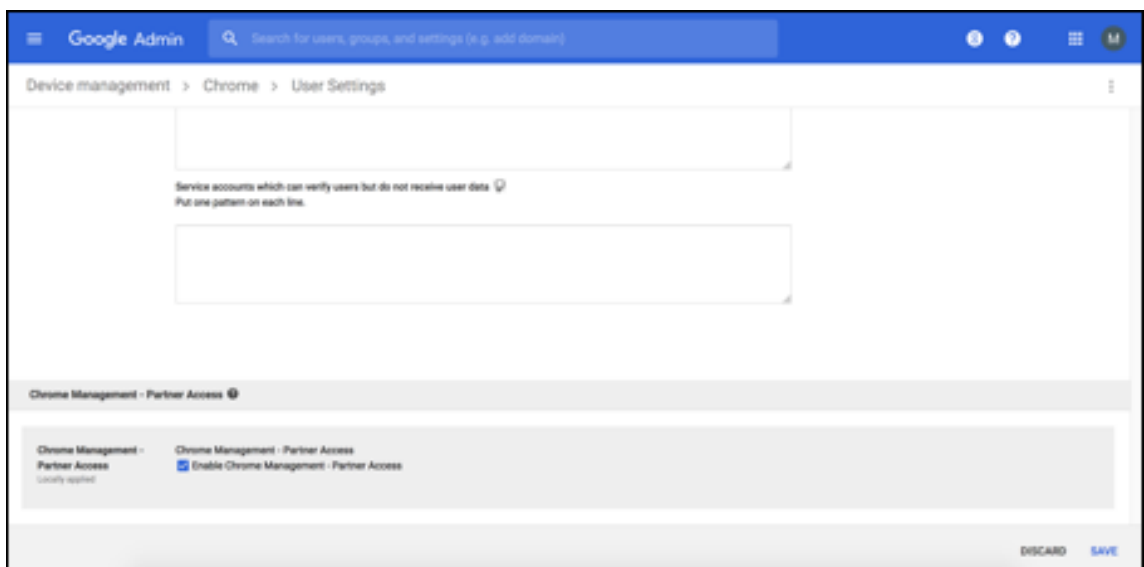 Google Admin
Search for users, groups, and settings (e.g. add domain)
M
Device management > Chrome > User Settings
Service accounts which can verify users but do not receive user data
Put one pattern on each line.
Chrome Management - Partner Access
Chrome Management -
Partner Access
Locally applied
Chrome Management - Partner Access
Enable Chrome Management - Partner Access
DISCARD
SAVE